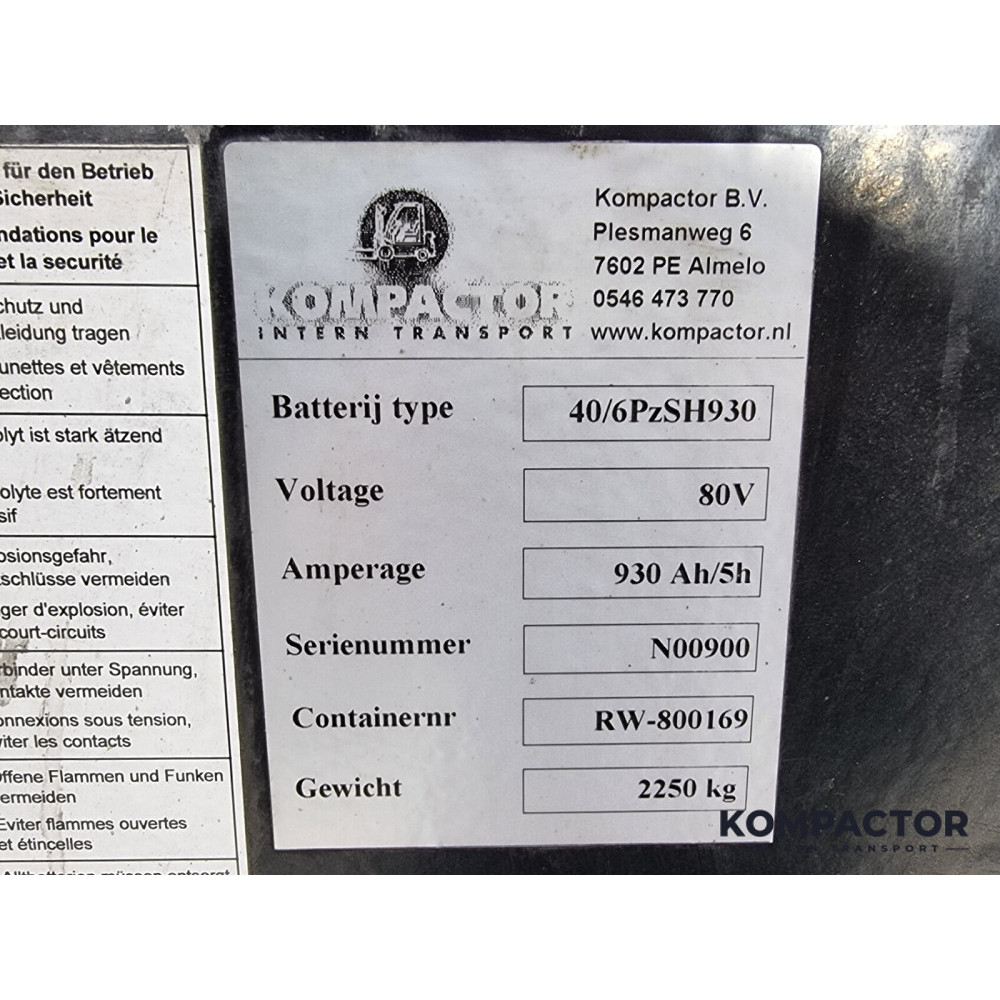 für den Betrieb
Sicherheit
ndations pour le
et la securité
chutz und
leidung tragen
unettes et vêtements
ection
olyt ist stark ätzend
olyte est fortement
sif
osionsgefahr,
schlüsse vermeiden
ger d'explosion, éviter
court-circuits
rbinder unter Spannung,
ntakte vermeiden
onnexions sous tension,
viter les contacts
Offene Flammen und Funken
ermeiden
Eviter flammes ouvertes
et étincelles
KOMPACTOR
INTERN TRANSPORT
Kompactor B.V.
Plesmanweg 6
7602 PE Almelo
0546 473 770
www.kompactor.nl
Batterij type 40/6PzSH930
Voltage 80V
Amperage 930 Ah/5h
Serienummer N00900
Containernr RW-800169
Gewicht 2250 kg
KOMPACTOR
TRANSPORT